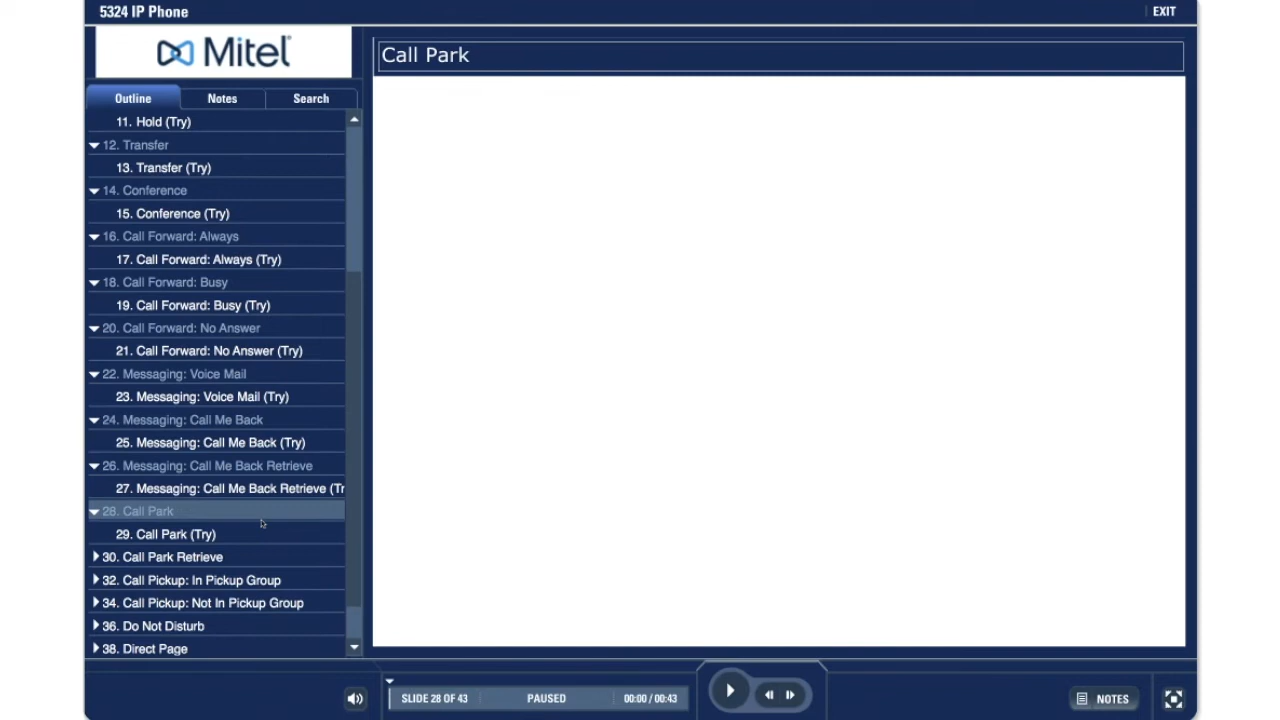 5324 IP Phone
EXIT
Mitel
Call Park
Outline
Notes
Search
11. Hold (Try)
12. Transfer
13. Transfer (Try)
14. Conference
15. Conference (Try)
16. Call Forward: Always
17. Call Forward: Always (Try)
18. Call Forward: Busy
19. Call Forward: Busy (Try)
20. Call Forward: No Answer
21. Call Forward: No Answer (Try)
22. Messaging: Voice Mail
23. Messaging: Voice Mail (Try)
24. Messaging: Call Me Back
25. Messaging: Call Me Back (Try)
26. Messaging: Call Me Back Retrieve
27. Messaging: Call Me Back Retrieve (Tr
28. Call Park
29. Call Park (Try)
30. Call Park Retrieve
32. Call Pickup: In Pickup Group
34. Call Pickup: Not In Pickup Group
36. Do Not Disturb
38. Direct Page
SLIDE 28 OF 43
PAUSED
00:00 / 00:43
NOTES